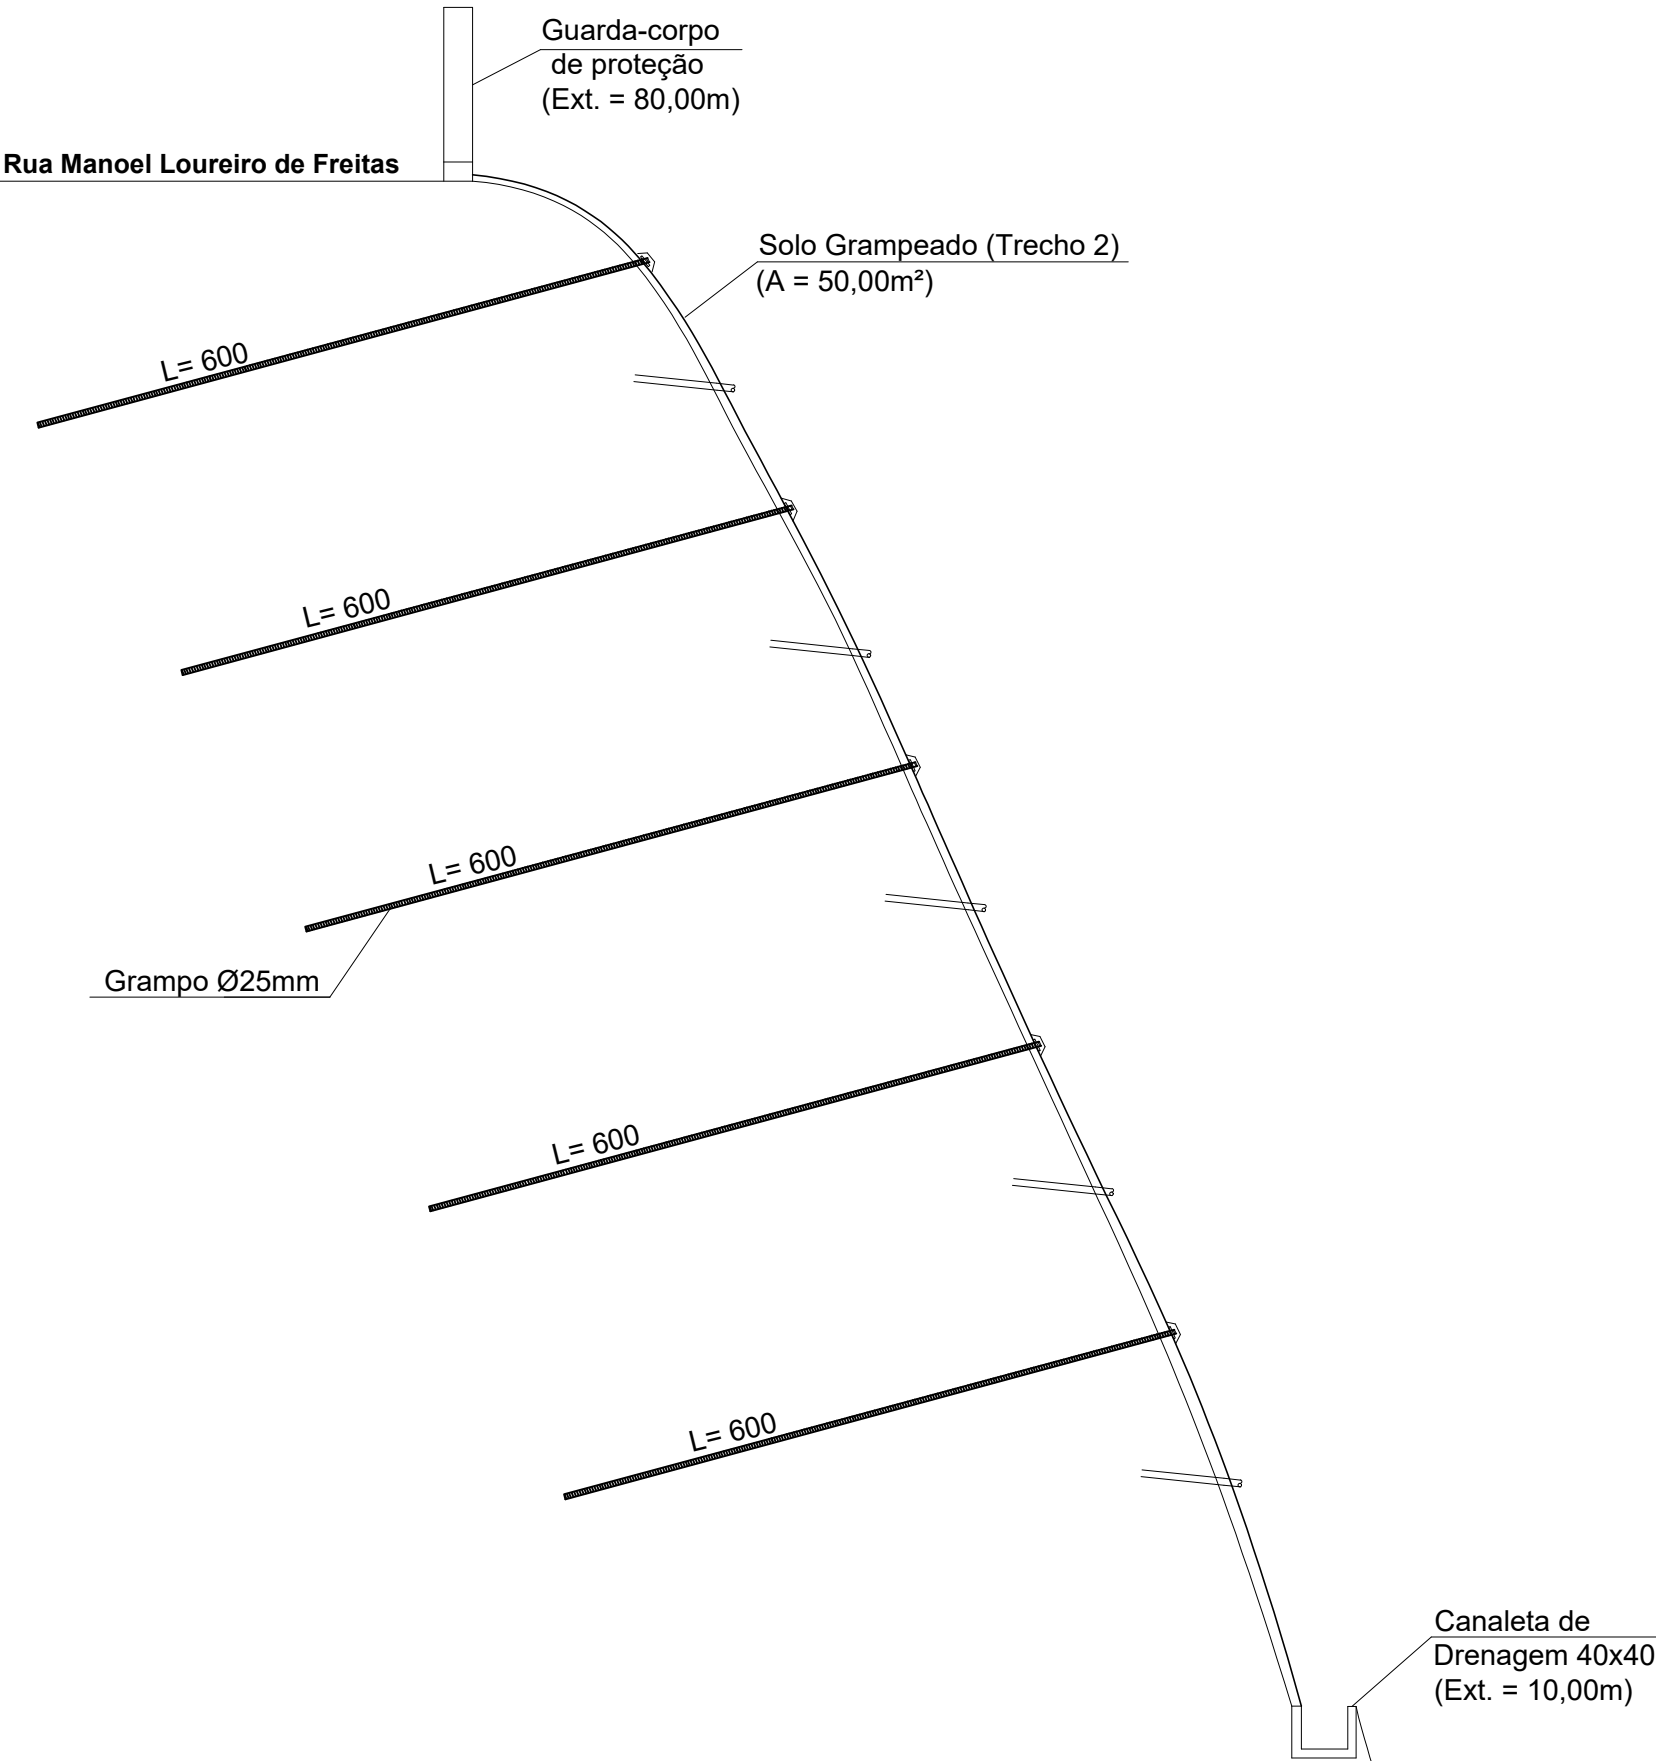 Guarda-corpo
de proteção
(Ext. = 80,00m)
Rua Manoel Loureiro de Freitas
Solo Grampeado (Trecho 2)
(A = 50,00m²)
L= 600
L= 600
L= 600
Grampo Ø25mm
L= 600
L= 600
Canaleta de
Drenagem 40x40
(Ext. = 10,00m)